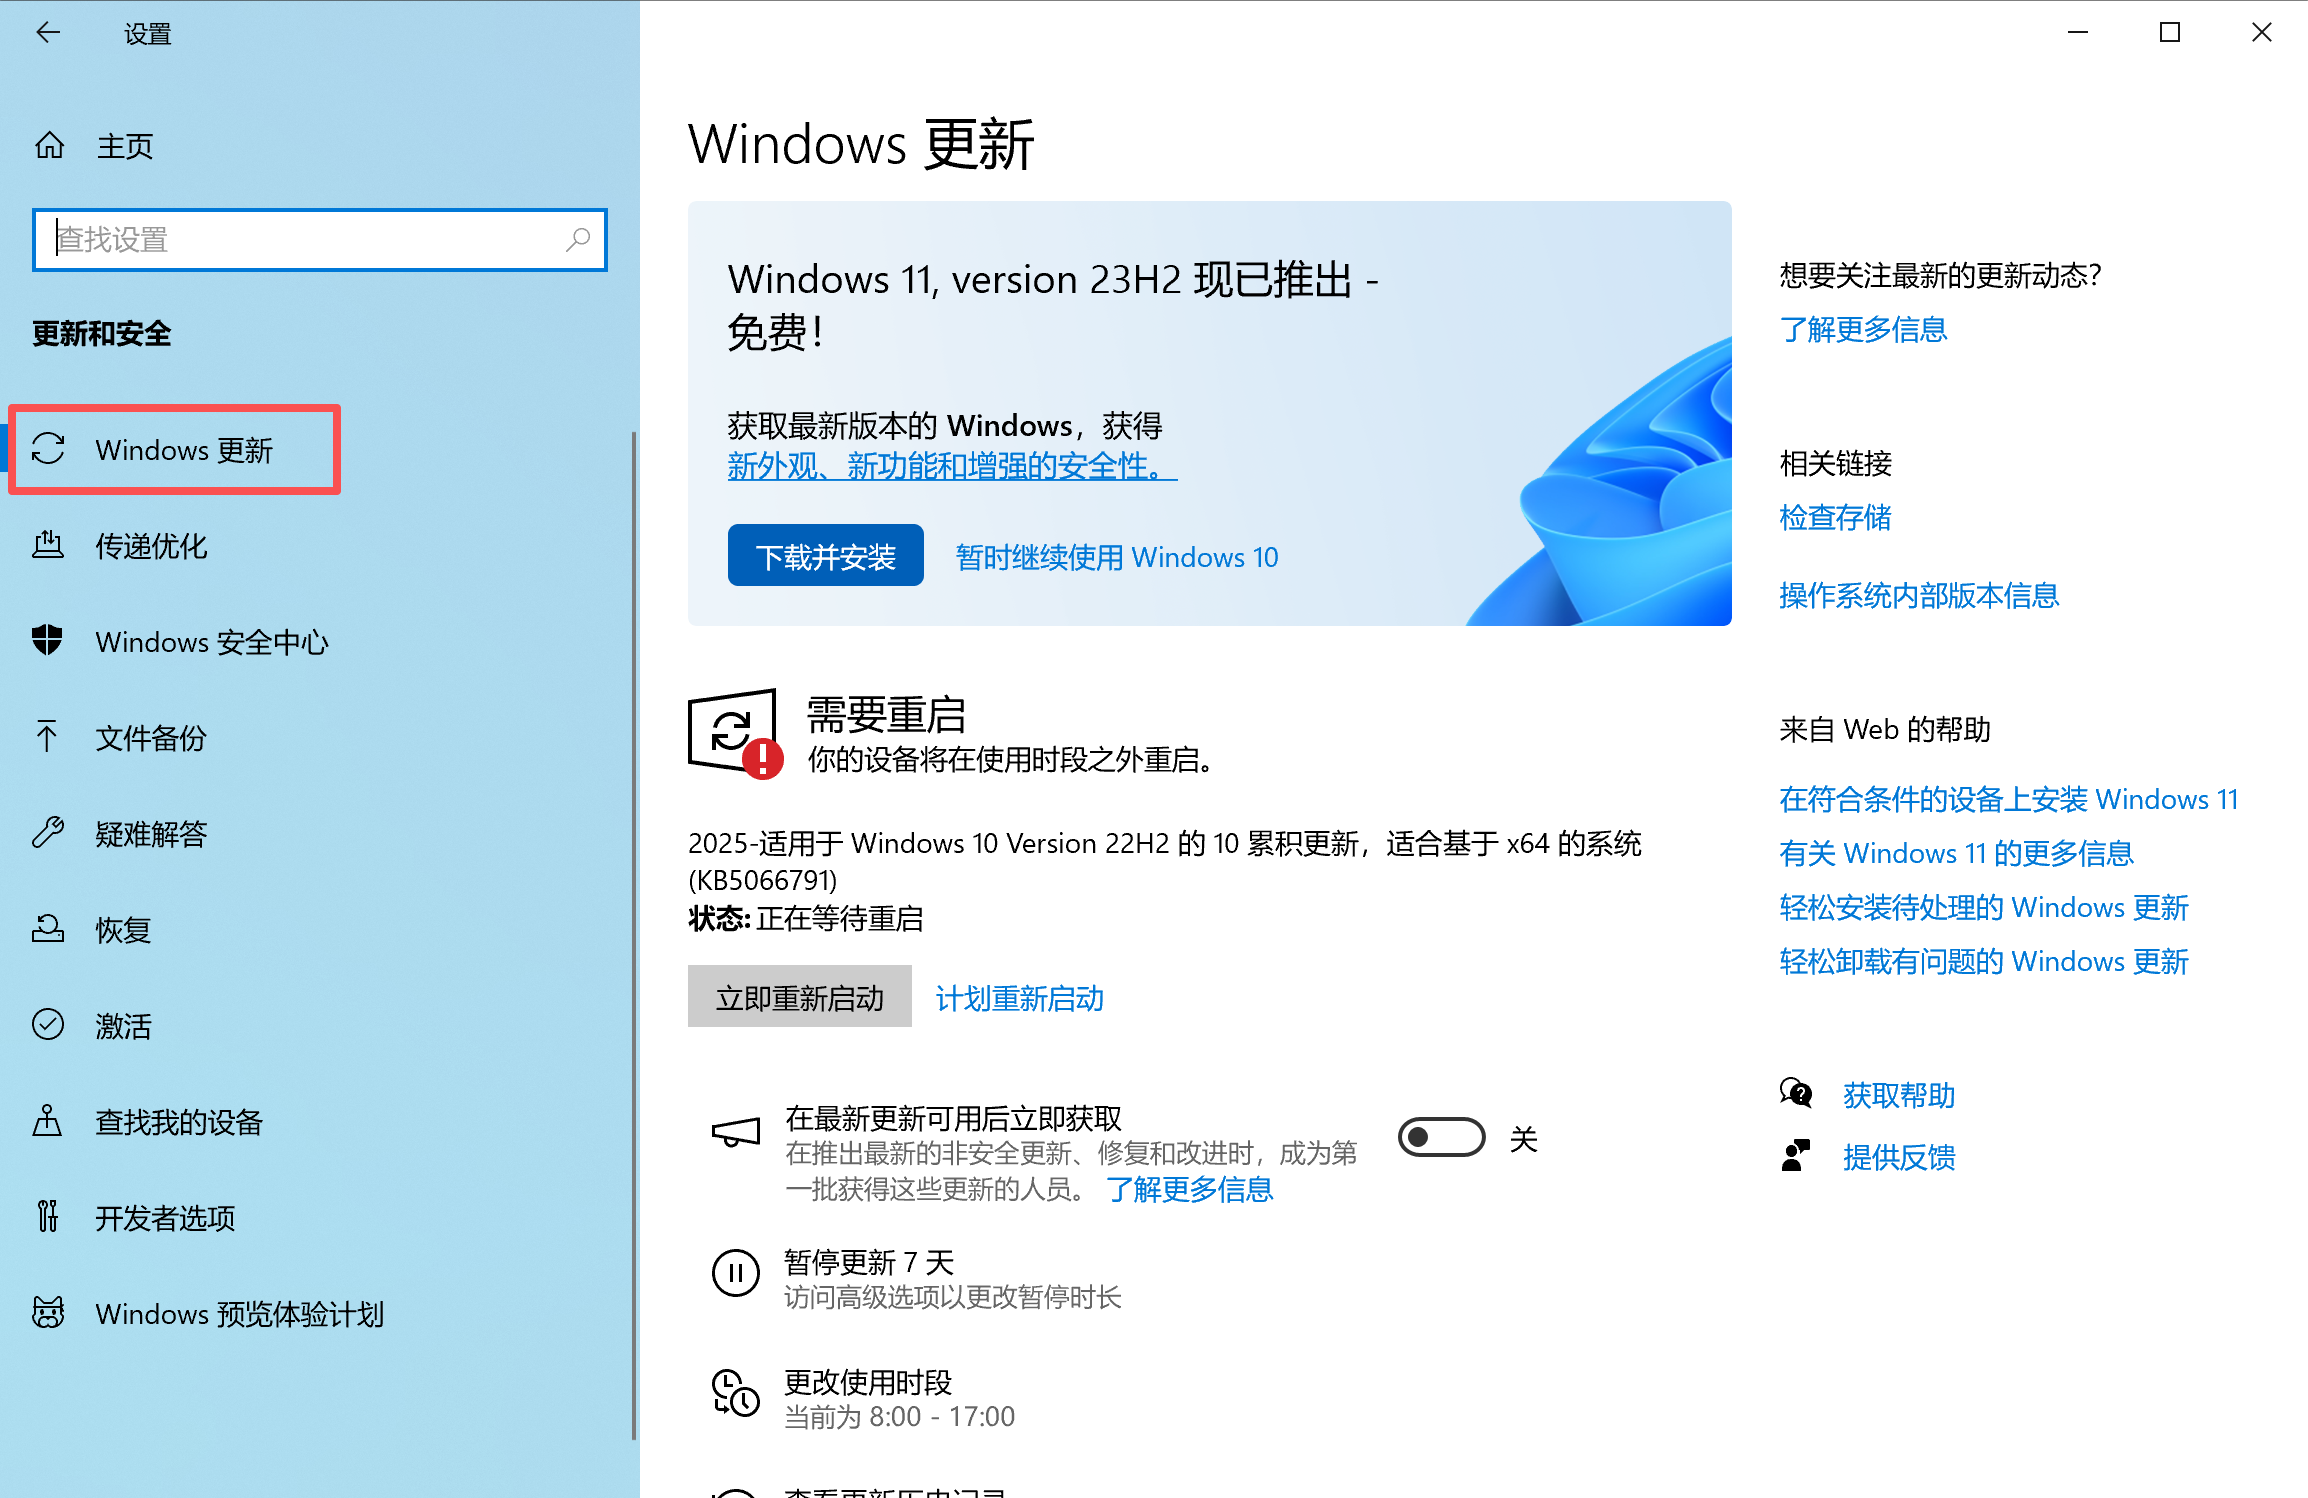 设置
主页
查找设置
更新和安全
Windows 更新
传递优化
Windows 安全中心
文件备份
疑难解答
恢复
激活
查找我的设备
开发者选项
Windows 预览体验计划
Windows 更新
Windows 11, version 23H2 现已推出 -
免费！
获取最新版本的 Windows，获得
新外观、新功能和增强的安全性。
下载并安装
暂时继续使用 Windows 10
需要重启
你的设备将在使用时段之外重启。
2025-适用于 Windows 10 Version 22H2 的 10 累积更新，适合基于 x64 的系统
(KB5066791)
状态: 正在等待重启
立即重新启动
计划重新启动
在最新更新可用后立即获取
在推出最新的非安全更新、修复和改进时，成为第
一批获得这些更新的人员。 了解更多信息
关
暂停更新 7 天
访问高级选项以更改暂停时长
更改使用时段
当前为 8:00 - 17:00
查看更新历史记录
想要关注最新的更新动态?
了解更多信息
相关链接
检查存储
操作系统内部版本信息
来自 Web 的帮助
在符合条件的设备上安装 Windows 11
有关 Windows 11 的更多信息
轻松安装待处理的 Windows 更新
轻松卸载有问题的 Windows 更新
获取帮助
提供反馈